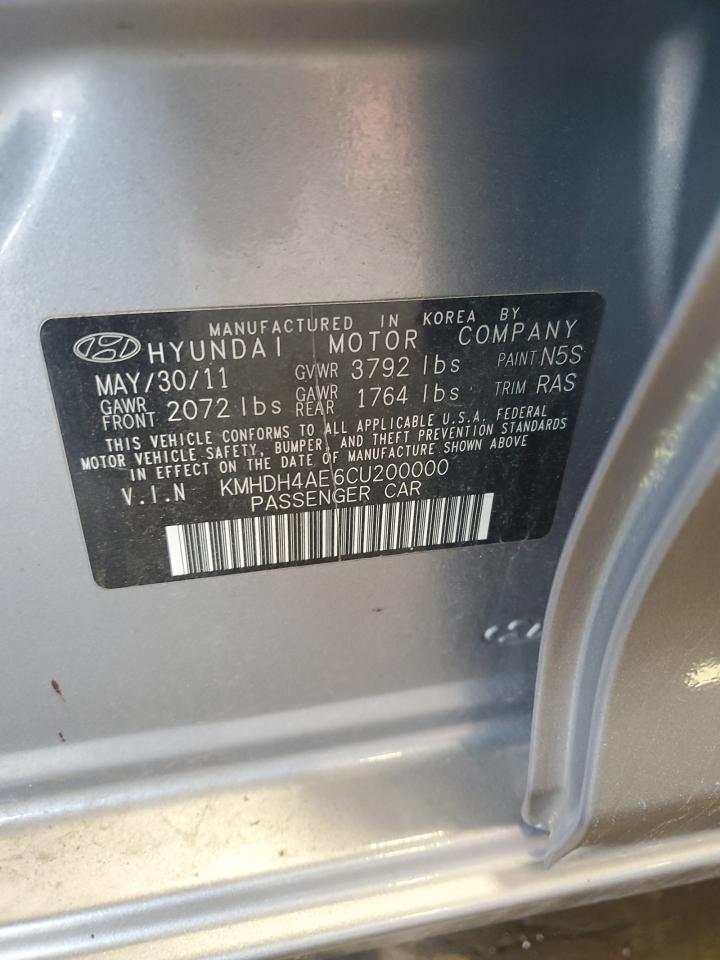 MANUFACTURED IN KOREA BY
HYUNDAI MOTOR COMPANY
MAY/30/11 GVWR 3792 lbs PAINT N5S
GAWR FRONT 2072 lbs GAWR REAR 1764 lbs TRIM RAS
THIS VEHICLE CONFORMS TO ALL APPLICABLE U.S.A. FEDERAL
MOTOR VEHICLE SAFETY, BUMPER, AND THEFT PREVENTION STANDARDS
IN EFFECT ON THE DATE OF MANUFACTURE SHOWN ABOVE
V.I.N KMHDH4AE6CU200000
PASSENGER CAR